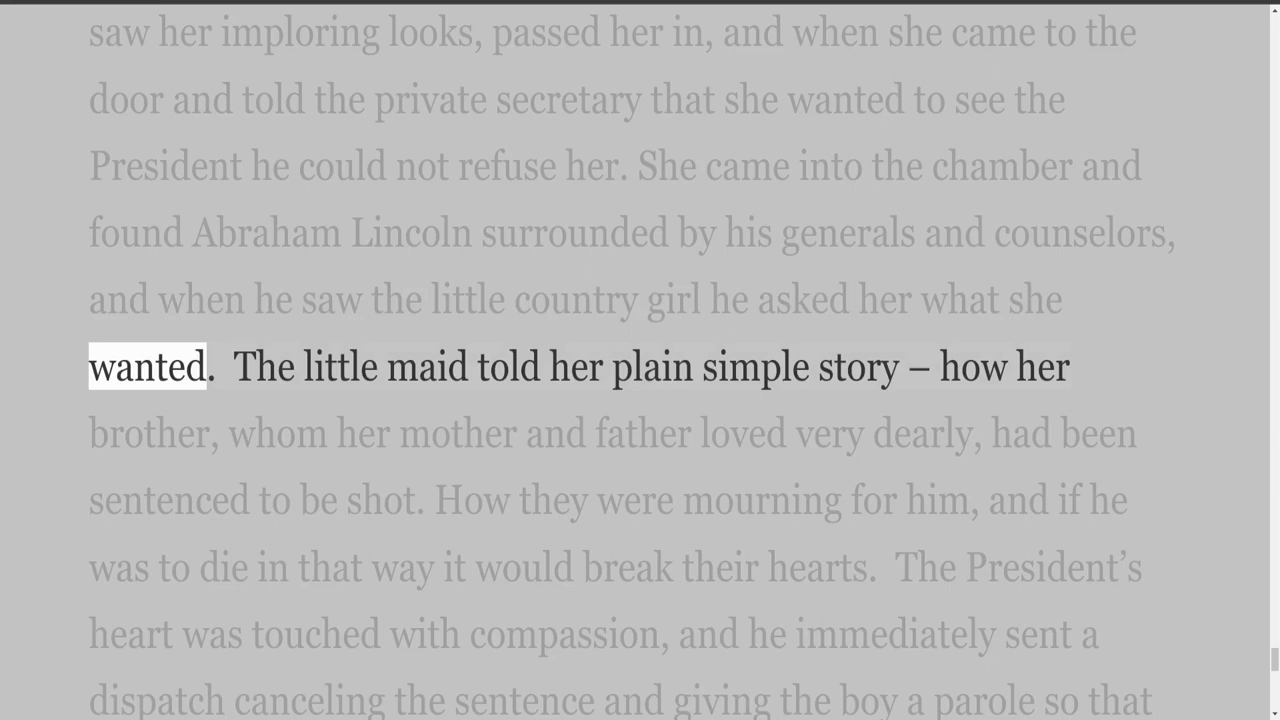 saw her imploring looks, passed her in, and when she came to the
door and told the private secretary that she wanted to see the
President he could not refuse her. She came into the chamber and
found Abraham Lincoln surrounded by his generals and counselors,
and when he saw the little country girl he asked her what she
wanted.  The little maid told her plain simple story – how her
brother, whom her mother and father loved very dearly, had been
sentenced to be shot. How they were mourning for him, and if he
was to die in that way it would break their hearts.  The President’s
heart was touched with compassion, and he immediately sent a
dispatch canceling the sentence and giving the boy a parole so that